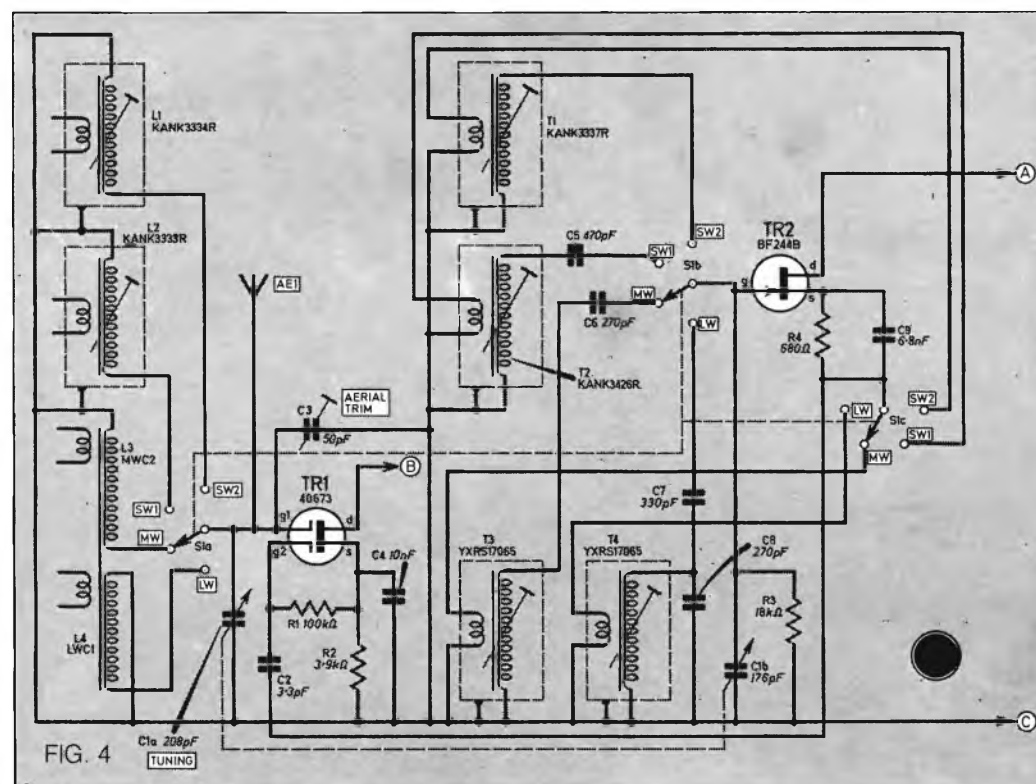 L1
KANK3334R
L2
KANK3333R
L3
MWC2
L4
LWC1
SW1
SW2
MW
S1a
LW
AE1
C3
50pF
AERIAL
TRIM
TR1
40673
g1
d
g2
s
B
C4 10nF
R1 100kΩ
R2
3·9kΩ
C2
3·3pF
C1a 208pF
TUNING
FIG. 4
T1
KANK3337R
T2
KANK3426R
C5 470pF
C6 270pF
SW1
SW2
MW
S1b
LW
TR2
BF244B
g
d
s
A
R4
680Ω
C9
6·8nF
LW
SW2
S1c
SW1
MW
C7
330pF
T3
YXRS17065
T4
YXRS17065
C8
270pF
R3
18kΩ
C1b
176pF
C